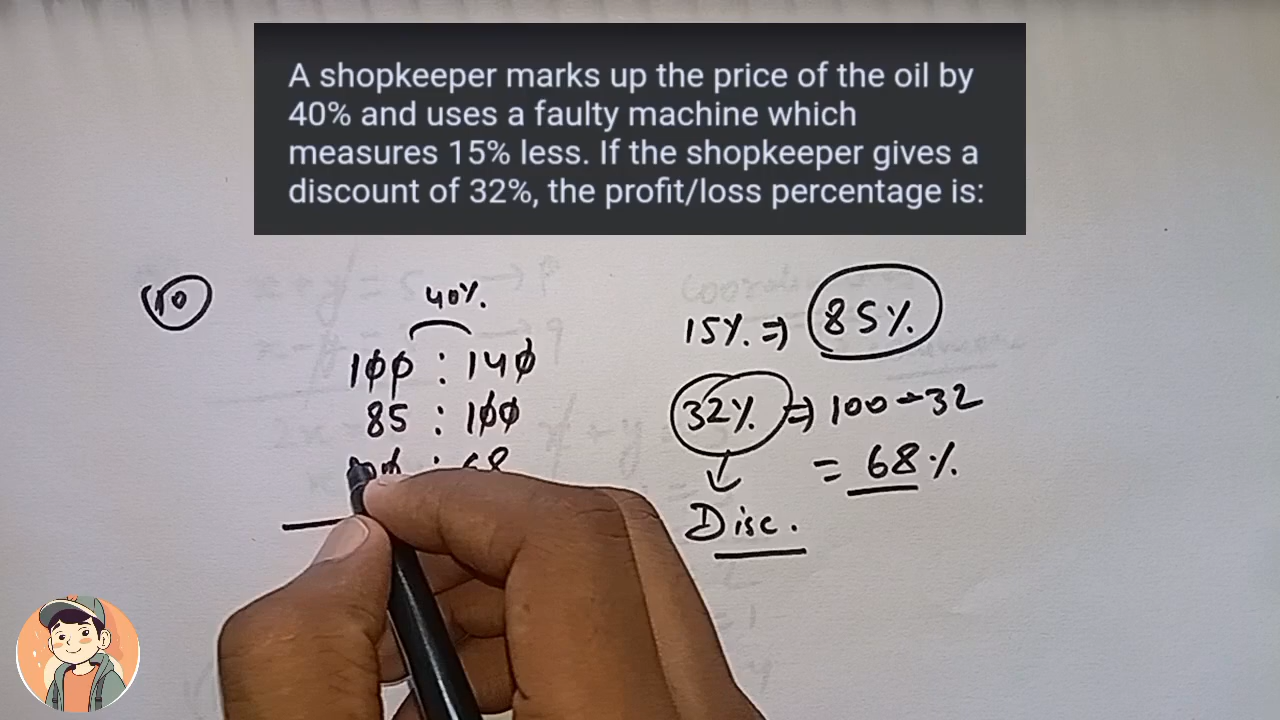 A shopkeeper marks up the price of the oil by
40% and uses a faulty machine which
measures 15% less. If the shopkeeper gives a
discount of 32%, the profit/loss percentage is:
10
40%.
100 : 140
85 : 100
100 : 68
15% ⇒ 85%
32% ⇒ 100 - 32
= 68%
Disc.